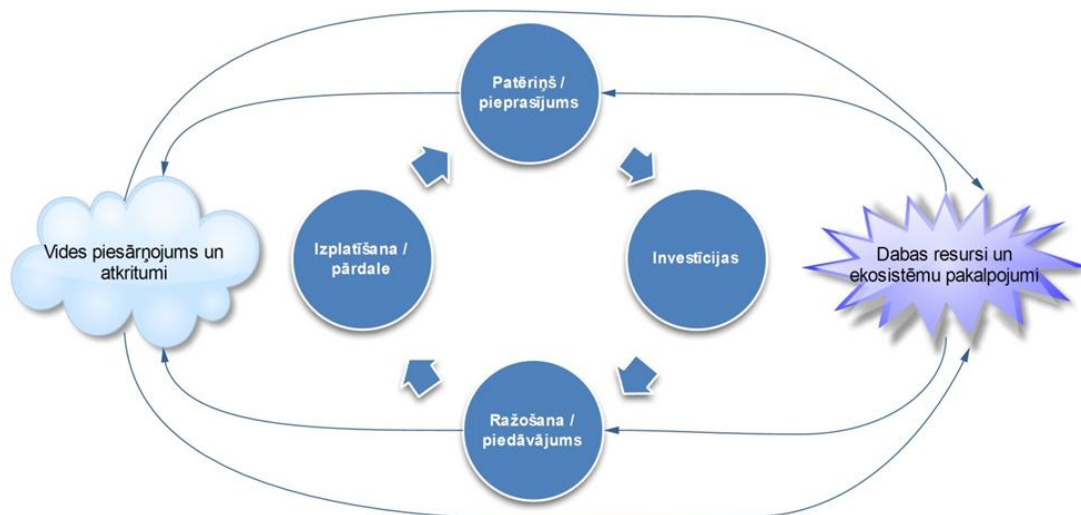 Patēriņš /
pieprasījums
Vides piesārņojums un
atkritumi
Izplatīšana /
pārdale
Investīcijas
Dabas resursi un
ekosistēmu pakalpojumi
Ražošana /
piedāvājums